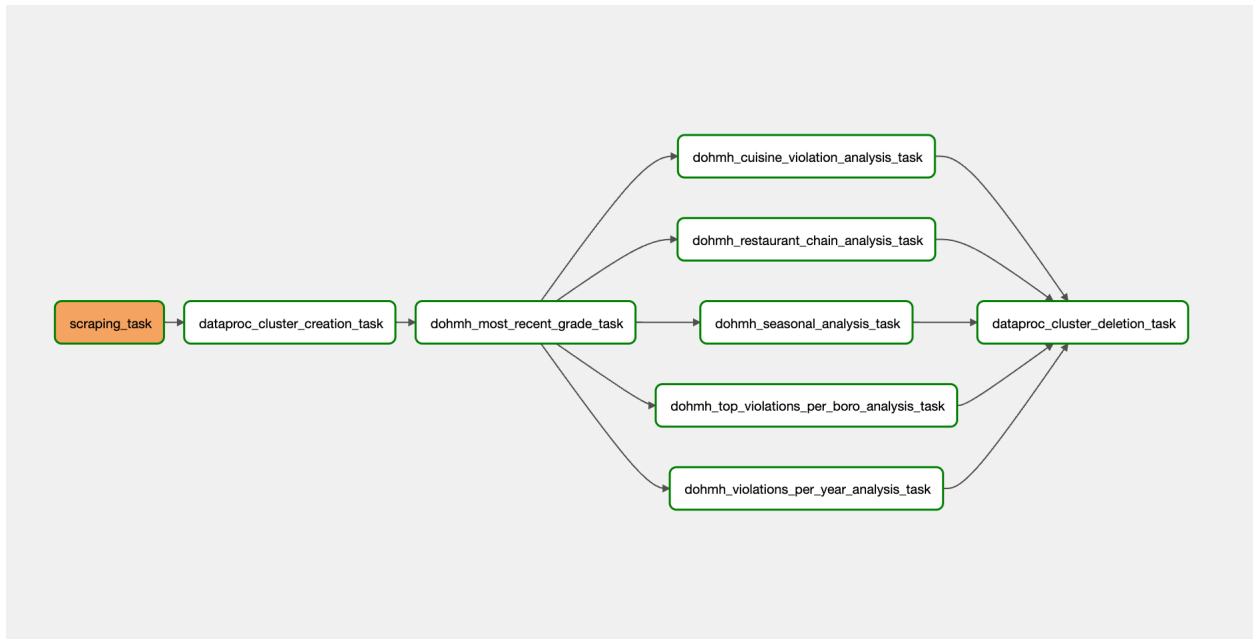 scraping_task
dataproc_cluster_creation_task
dohmh_most_recent_grade_task
dohmh_cuisine_violation_analysis_task
dohmh_restaurant_chain_analysis_task
dohmh_seasonal_analysis_task
dohmh_top_violations_per_boro_analysis_task
dohmh_violations_per_year_analysis_task
dataproc_cluster_deletion_task